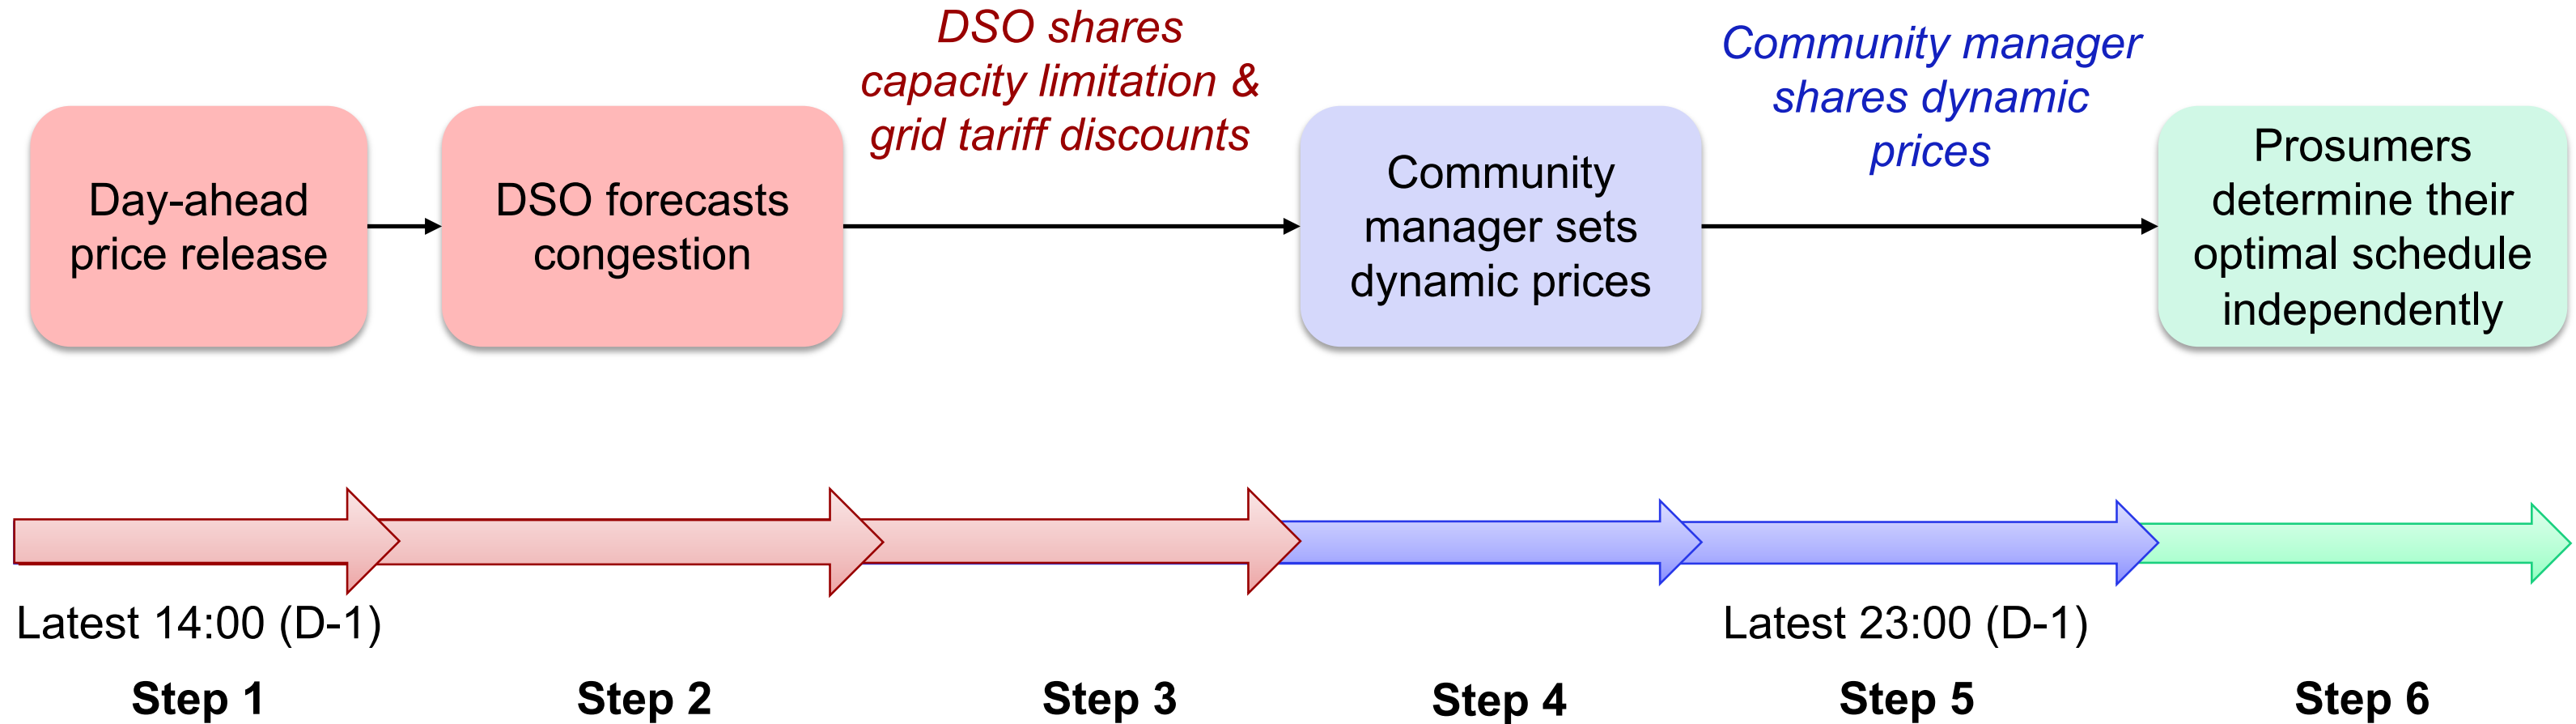 Day-ahead
price release
DSO forecasts
congestion
DSO shares
capacity limitation &
grid tariff discounts
Community
manager sets
dynamic prices
Community manager
shares dynamic
prices
Prosumers
determine their
optimal schedule
independently
Latest 14:00 (D-1)
Latest 23:00 (D-1)
Step 1
Step 2
Step 3
Step 4
Step 5
Step 6